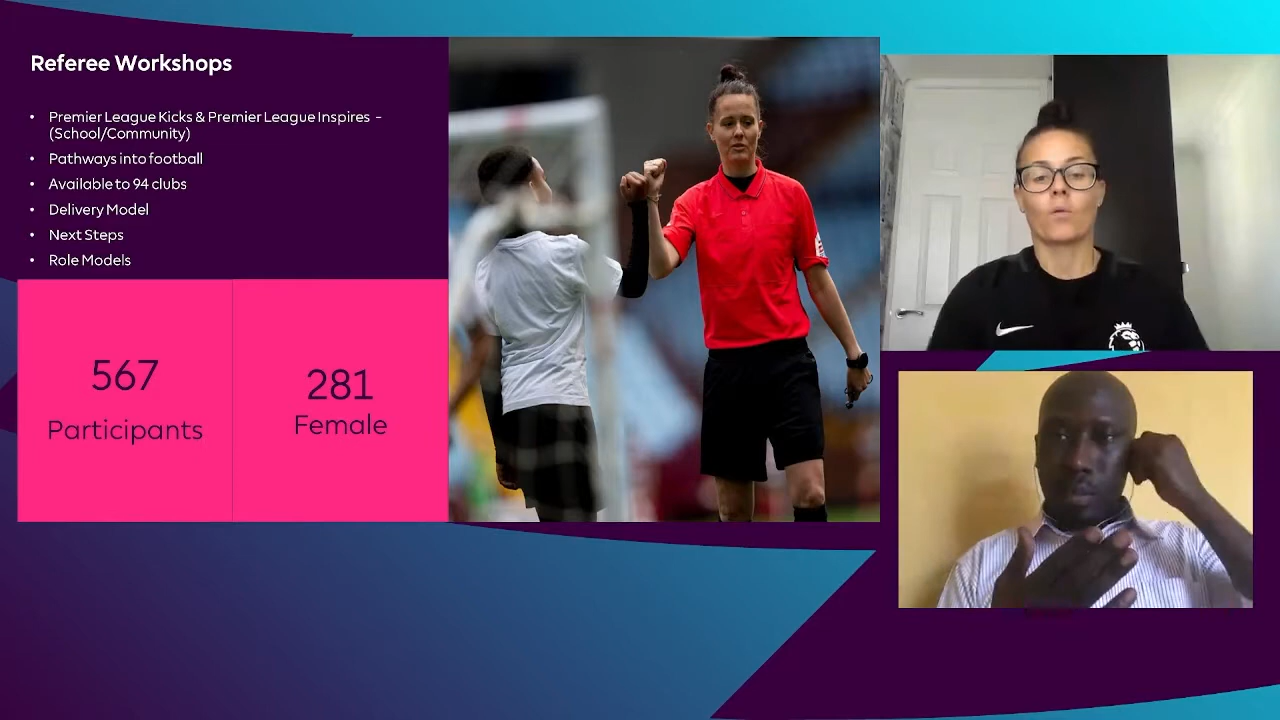 Referee Workshops
• Premier League Kicks & Premier League Inspires -
(School/Community)
• Pathways into football
• Available to 94 clubs
• Delivery Model
• Next Steps
• Role Models
567
Participants
281
Female